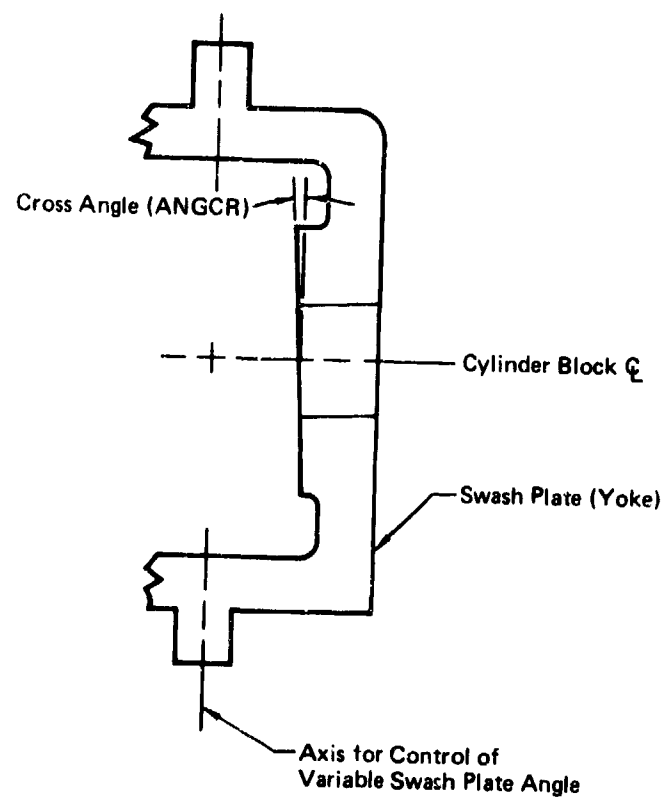 Cross Angle (ANGCR)
Cylinder Block ℄
Swash Plate (Yoke)
Axis for Control of
Variable Swash Plate Angle